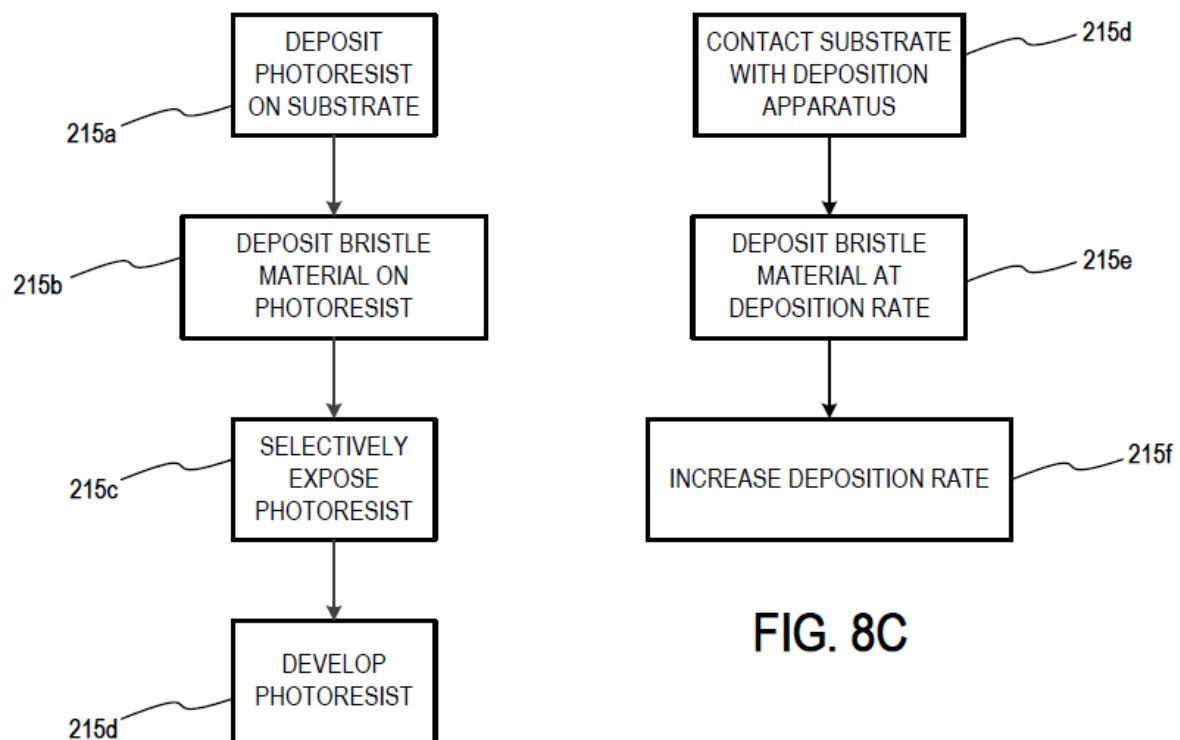 DEPOSIT
PHOTORESIST
ON SUBSTRATE
215a
DEPOSIT BRISTLE
MATERIAL ON
PHOTORESIST
215b
SELECTIVELY
EXPOSE
PHOTORESIST
215c
DEVELOP
PHOTORESIST
215d
CONTACT SUBSTRATE
WITH DEPOSITION
APPARATUS
215d
DEPOSIT BRISTLE
MATERIAL AT
DEPOSITION RATE
215e
INCREASE DEPOSITION RATE
215f
FIG. 8C